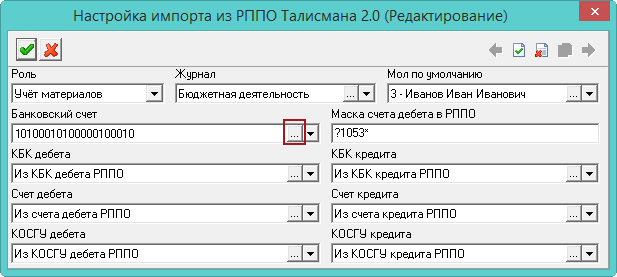 Настройка импорта из РППО Талисмана 2.0 (Редактирование)
Роль Журнал Мол по умолчанию
Учёт материалов Бюджетная деятельность ... 3 - Иванов Иван Иванович ...
Банковский счет Маска счета дебета в РППО
10100010100000100010 ... ?1053*
КБК дебета КБК кредита
Из КБК дебета РППО ... Из КБК кредита РППО ...
Счет дебета Счет кредита
Из счета дебета РППО ... Из счета кредита РППО ...
КОСГУ дебета КОСГУ кредита
Из КОСГУ дебета РППО ... Из КОСГУ кредита РППО ...